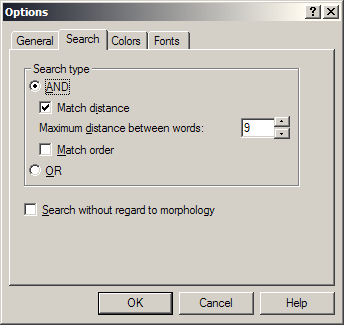 Options
General Search Colors Fonts
Search type
AND
Match distance
Maximum distance between words: 9
Match order
OR
Search without regard to morphology
OK Cancel Help